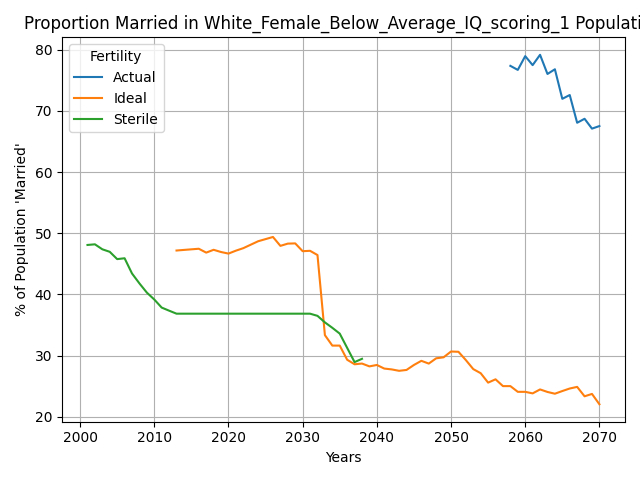 Proportion Married in White_Female_Below_Average_IQ_scoring_1 Populati
Fertility
Actual
Ideal
Sterile
% of Population 'Married'
80
70
60
50
40
30
20
2000 2010 2020 2030 2040 2050 2060 2070
Years